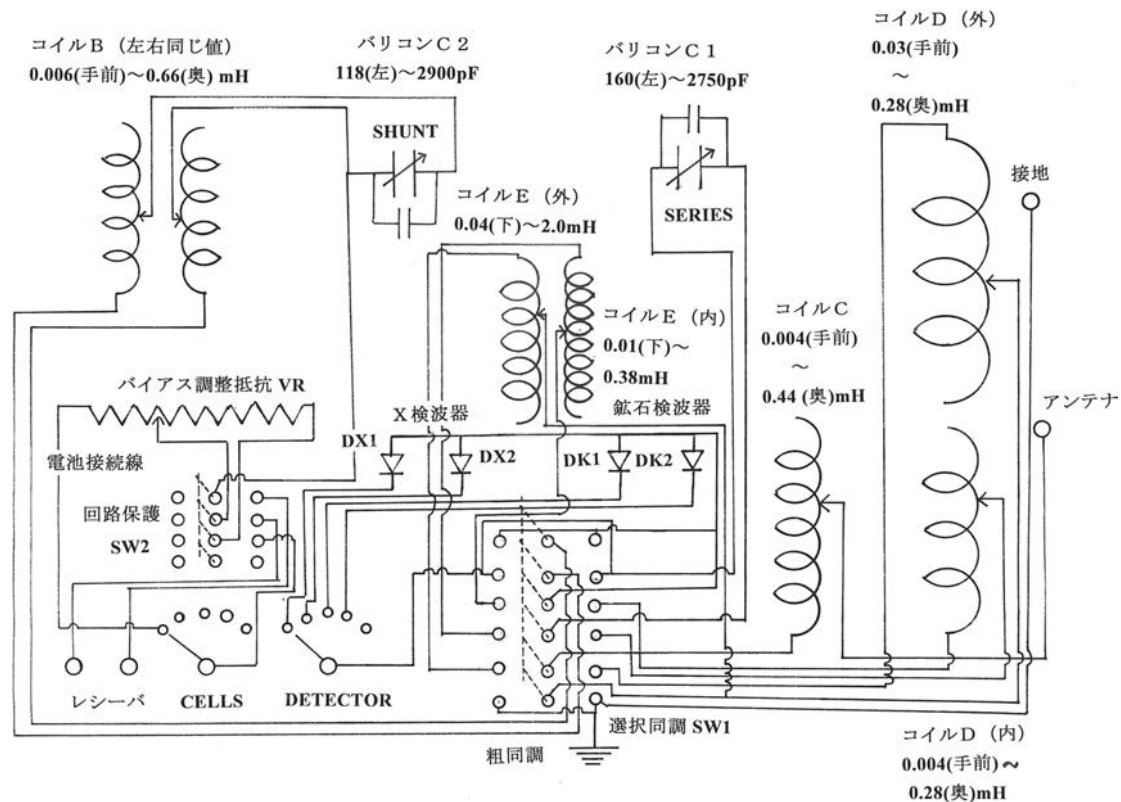 コイルB (左右同じ値)
0.006(手前)～0.66(奥) mH
バリコンC 2
118(左)～2900pF
バリコンC 1
160(左)～2750pF
コイルD (外)
0.03(手前)
～
0.28(奥)mH
SHUNT
SERIES
接地
コイルE (外)
0.04(下)～2.0mH
コイルE (内)
0.01(下)～
0.38mH
コイルC
0.004(手前)
～
0.44 (奥)mH
アンテナ
バイアス調整抵抗 VR
X検波器
鉱石検波器
DX1
DX2
DK1
DK2
電池接続線
回路保護
SW2
レシーバ
CELLS
DETECTOR
粗同調
選択同調 SW1
コイルD (内)
0.004(手前)～
0.28(奥)mH